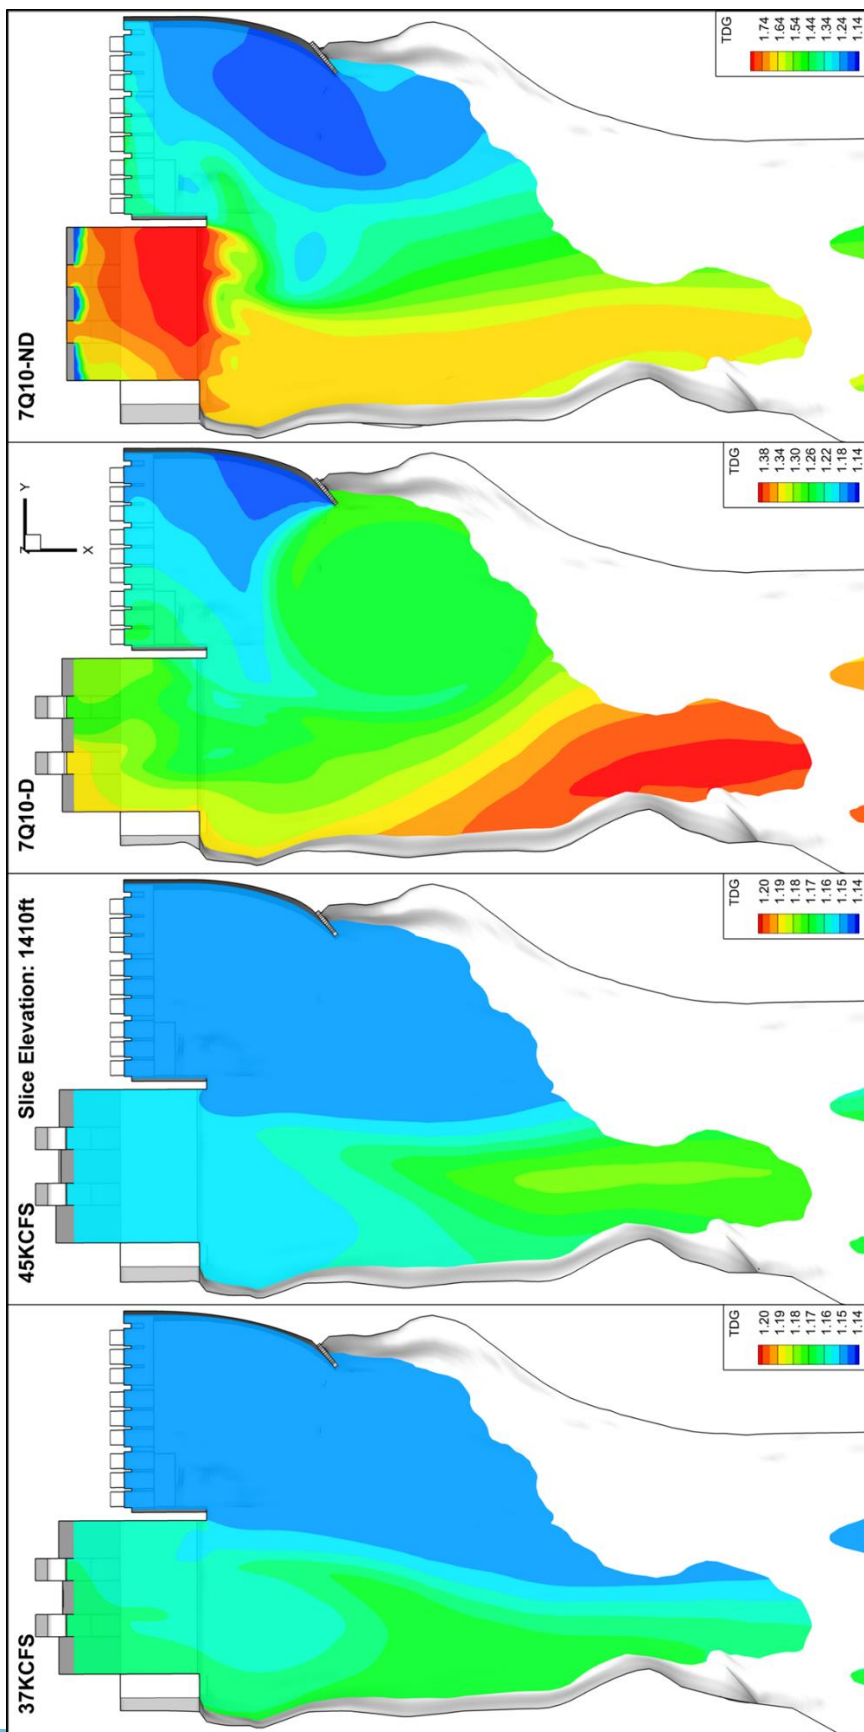 37KCFS
TDG
1.20
1.19
1.18
1.17
1.16
1.15
1.14
45KCFS
Slice Elevation: 1410ft
TDG
1.20
1.19
1.18
1.17
1.16
1.15
1.14
7Q10-D
Z
Y
X
TDG
1.38
1.34
1.30
1.26
1.22
1.18
1.14
7Q10-ND
TDG
1.74
1.64
1.54
1.44
1.34
1.24
1.14